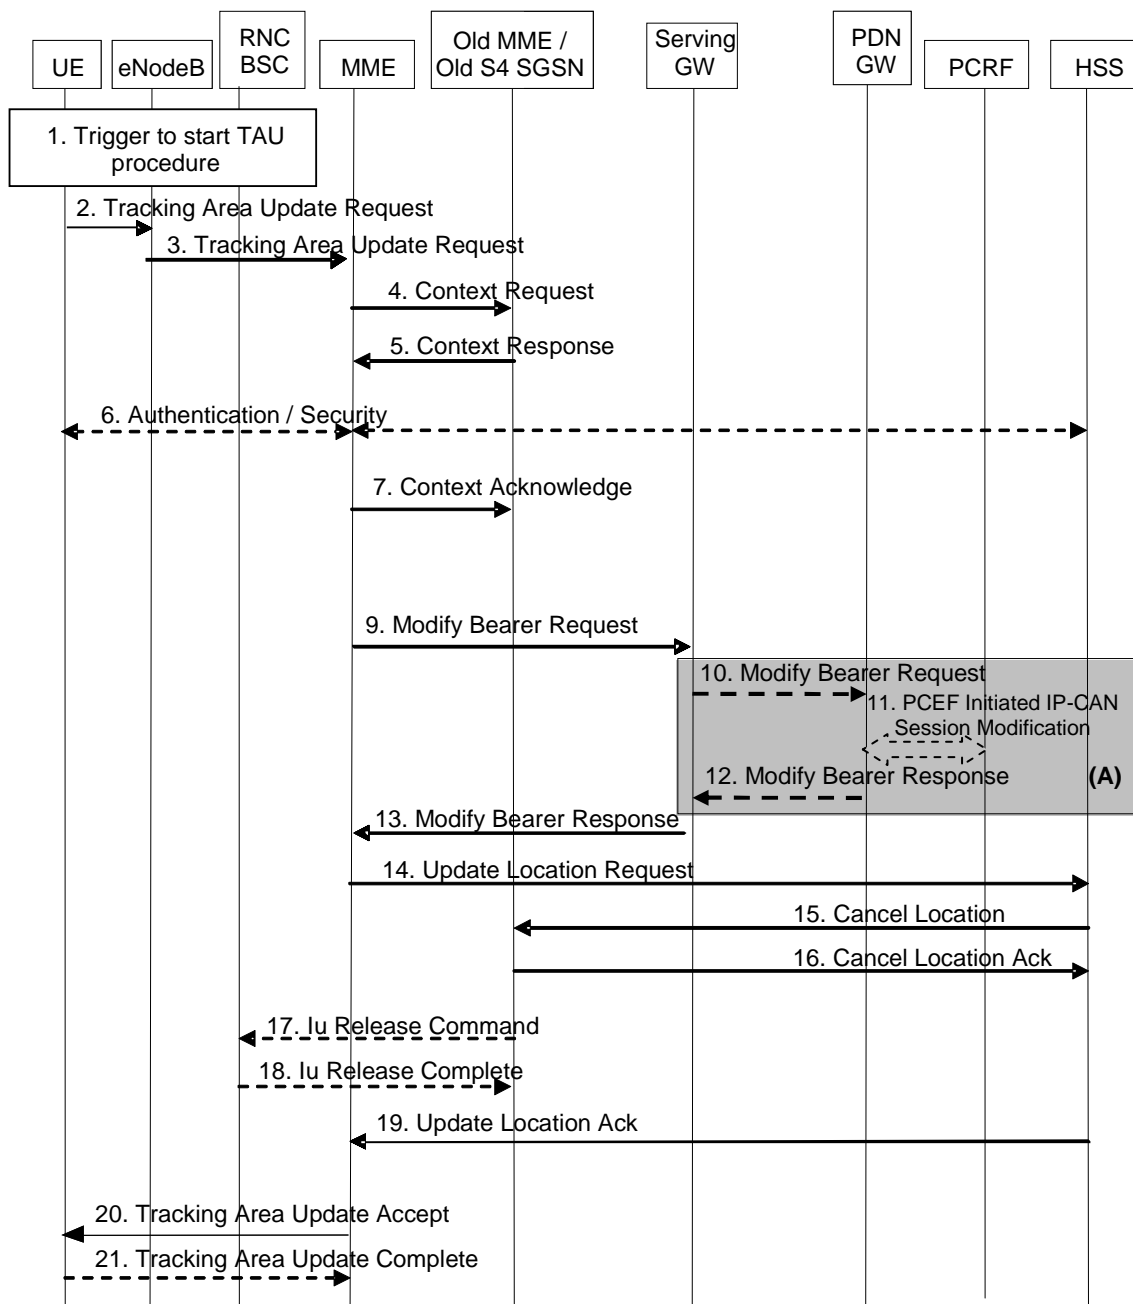 UE
eNodeB
RNC
BSC
MME
Old MME /
Old S4 SGSN
Serving
GW
PDN
GW
PCRF
HSS
1. Trigger to start TAU
procedure
2. Tracking Area Update Request
3. Tracking Area Update Request
4. Context Request
5. Context Response
6. Authentication / Security
7. Context Acknowledge
9. Modify Bearer Request
10. Modify Bearer Request
11. PCEF Initiated IP-CAN
Session Modification
12. Modify Bearer Response
(A)
13. Modify Bearer Response
14. Update Location Request
15. Cancel Location
16. Cancel Location Ack
17. Iu Release Command
18. Iu Release Complete
19. Update Location Ack
20. Tracking Area Update Accept
21. Tracking Area Update Complete